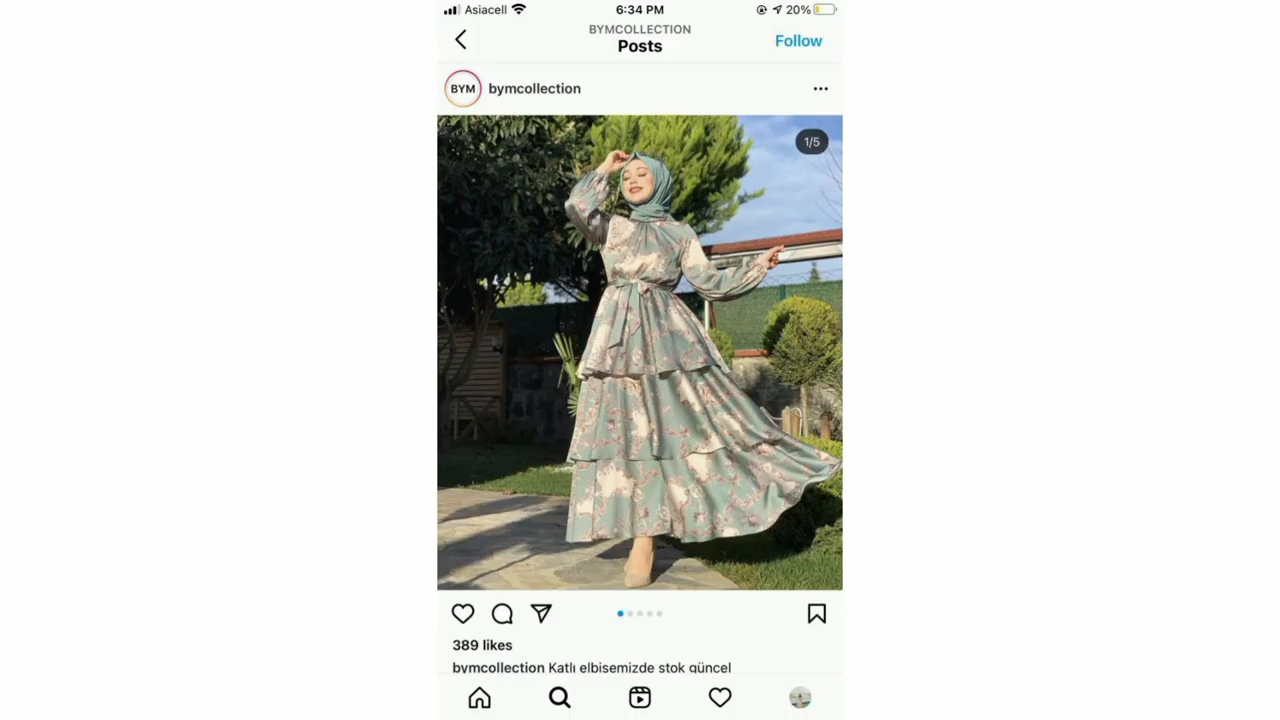 Asiacell 6:34 PM 20%
BYMCOLLECTION
Posts
Follow
BYM bymcollection
1/5
389 likes
bymcollection Katlı elbisemizde stok güncel